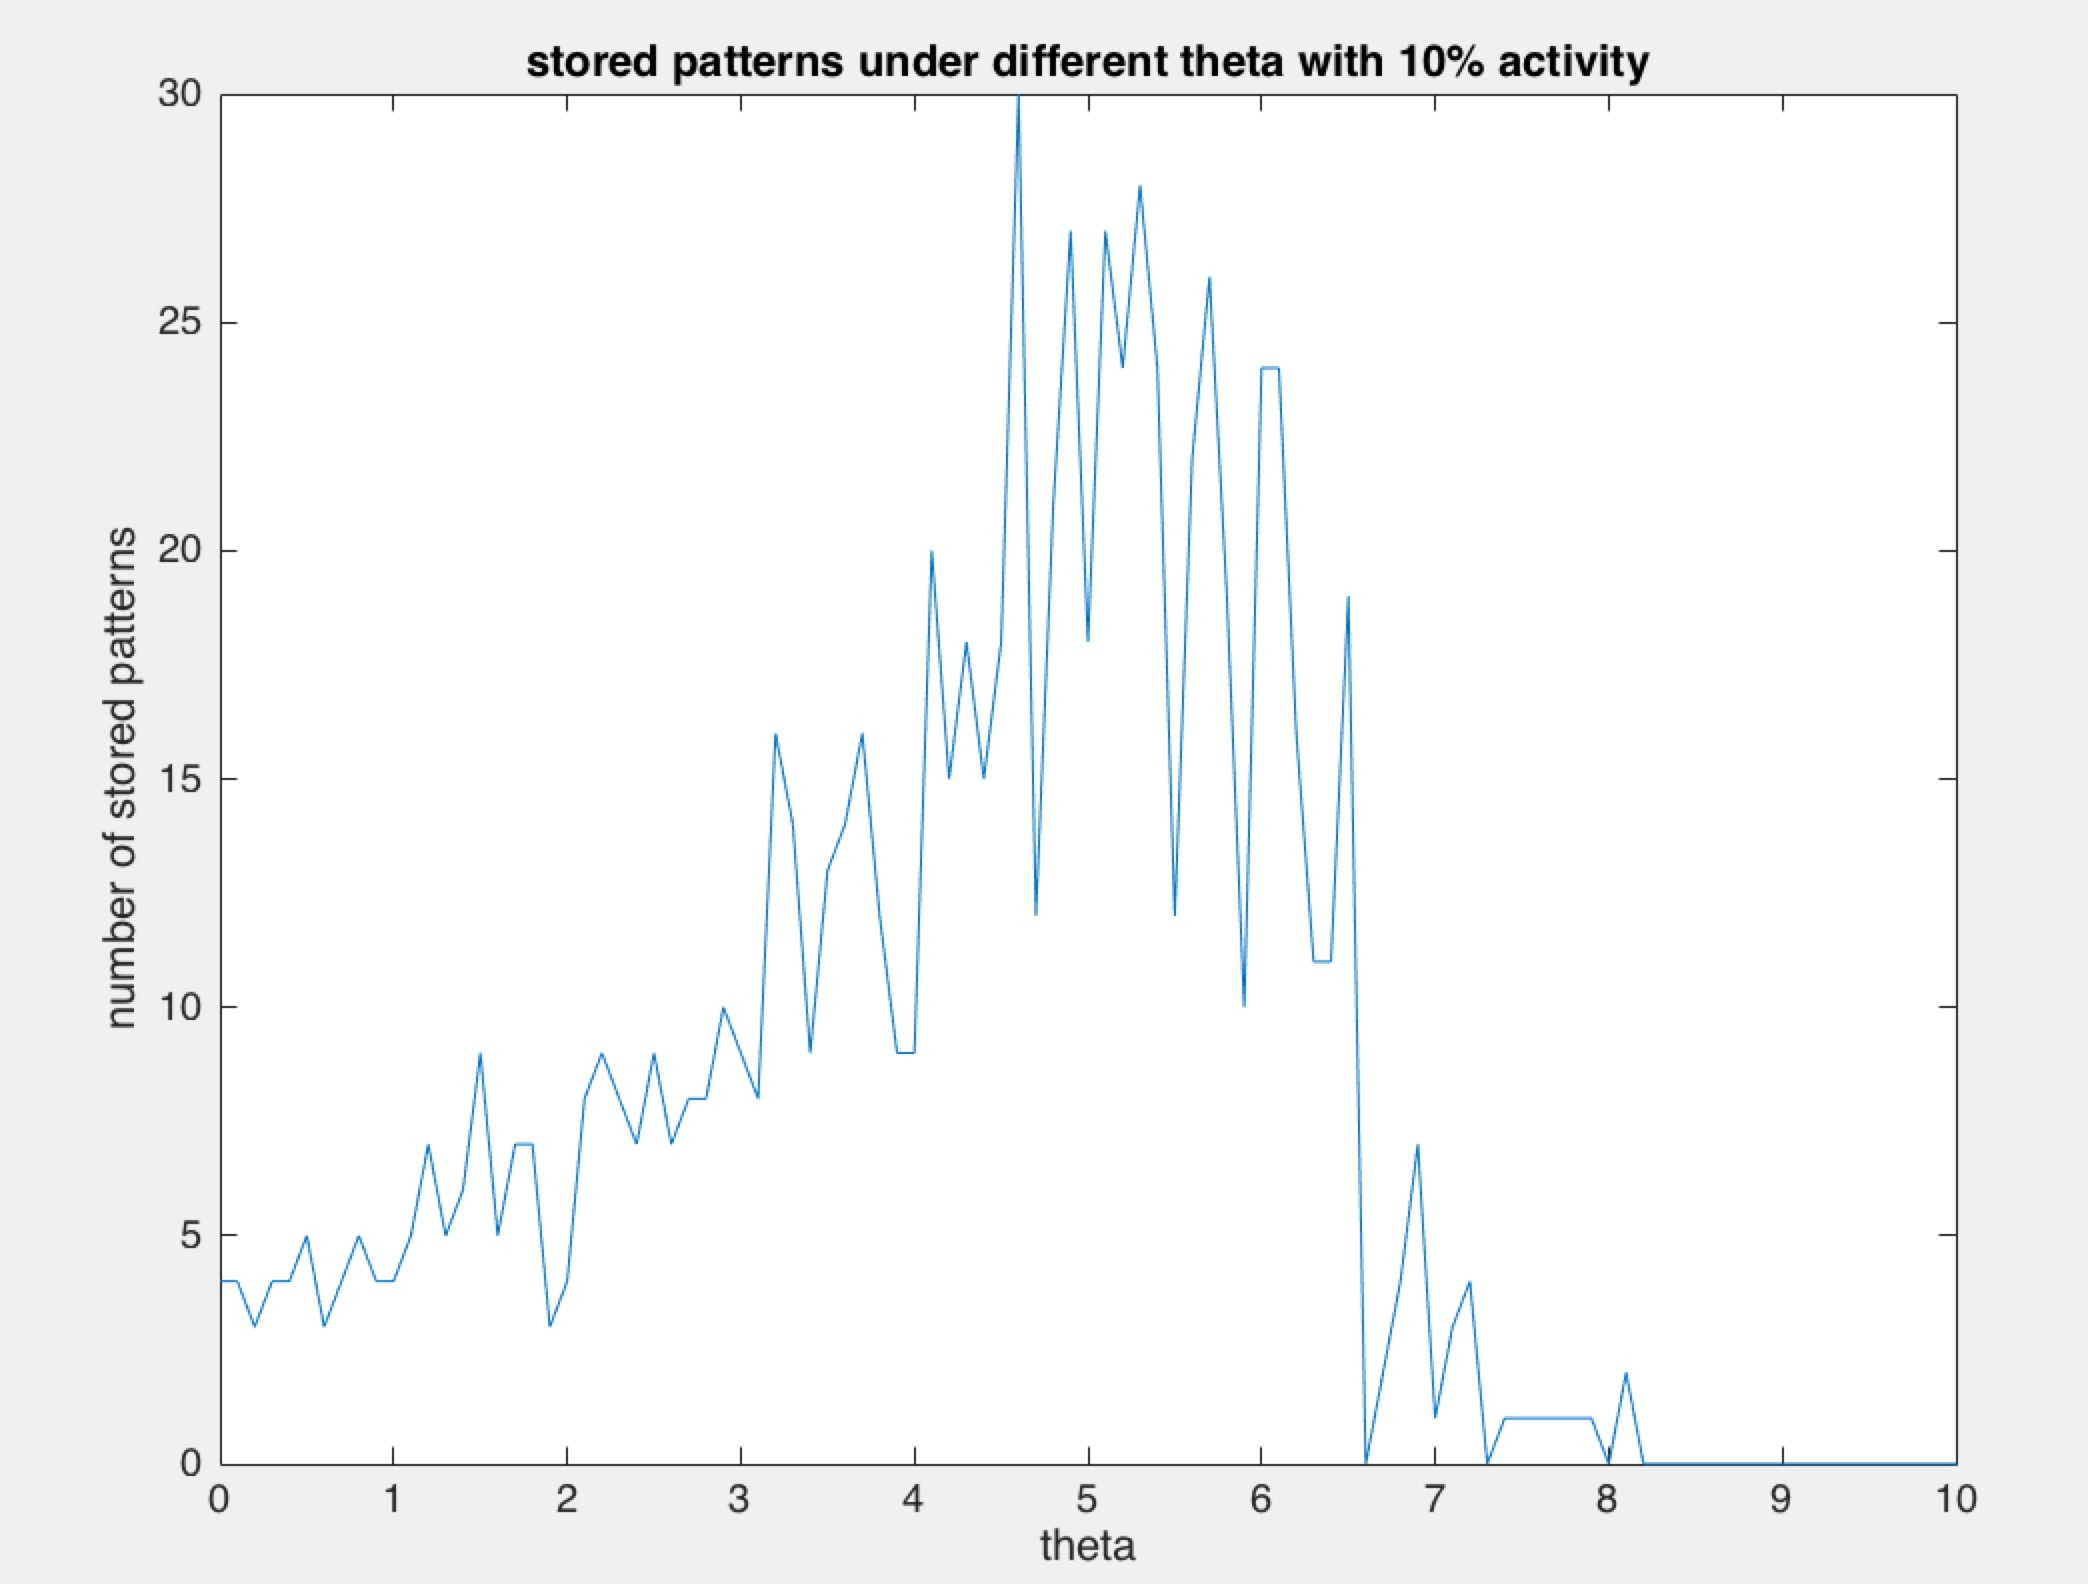 stored patterns under different theta with 10% activity
number of stored patterns
30
25
20
15
10
5
0
0 1 2 3 4 5 6 7 8 9 10
theta